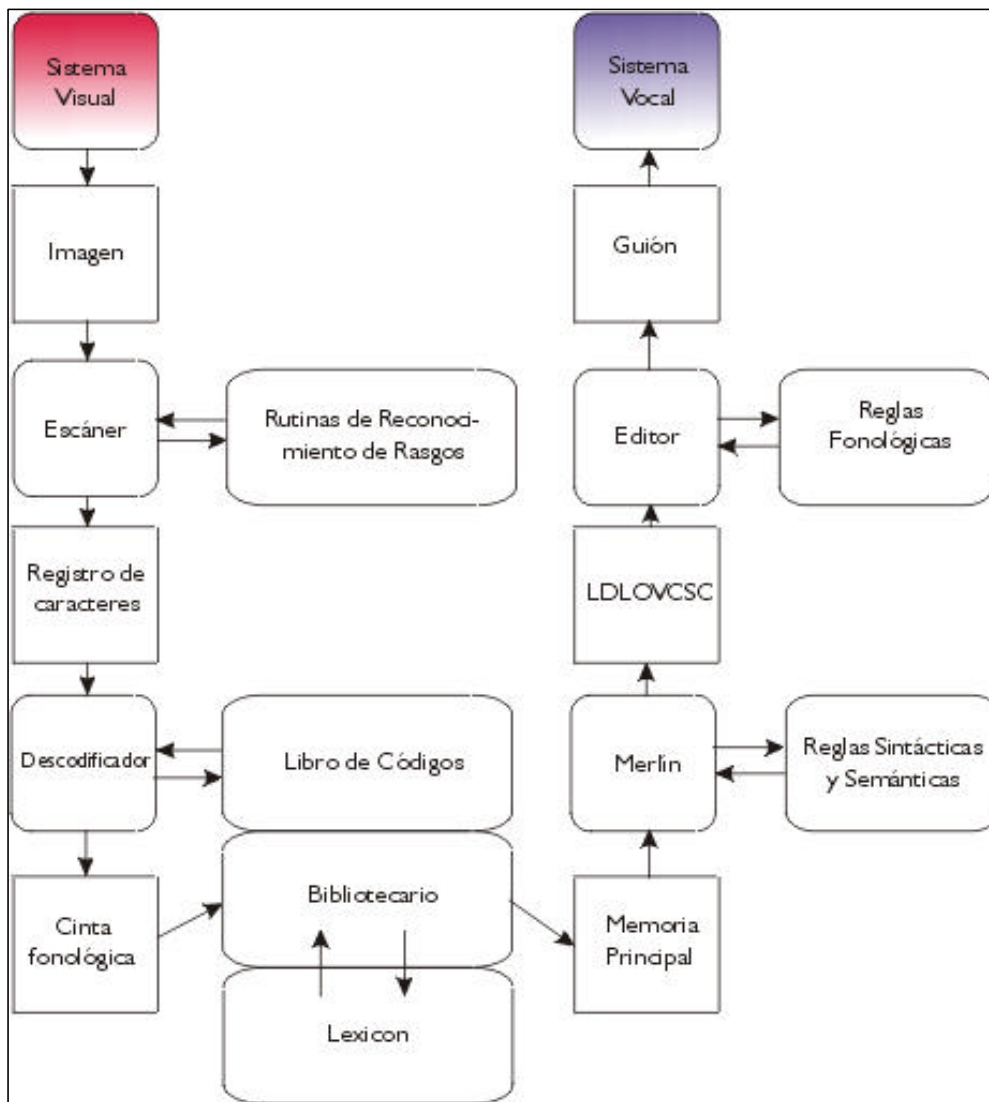 Sistema
Visual
Imagen
Escáner
Rutinas de Reconoci-
miento de Rasgos
Registro de
caracteres
Descodificador
Libro de Códigos
Cinta
fonológica
Bibliotecario
Lexicon
Memoria
Principal
Merlín
Reglas Sintácticas
y Semánticas
LDLOVCSC
Editor
Reglas
Fonológicas
Guión
Sistema
Vocal